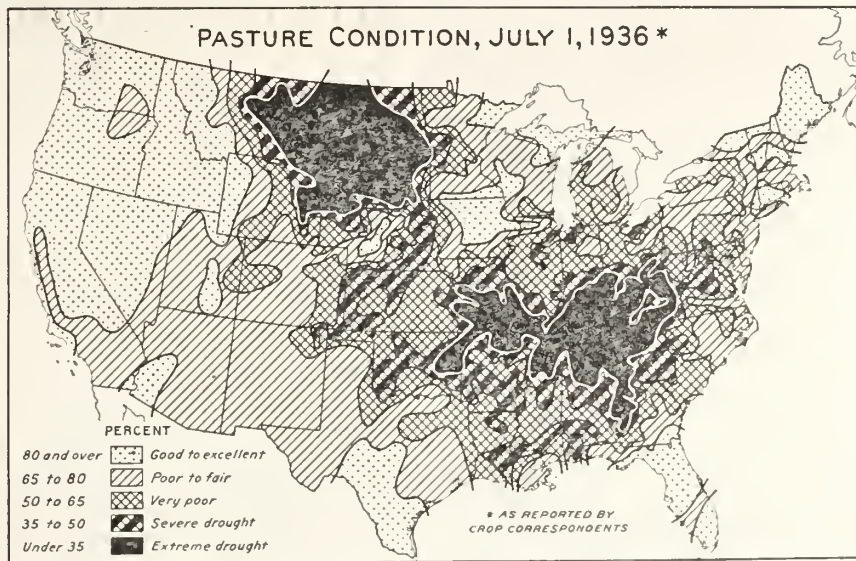 PASTURE CONDITION, JULY 1, 1936 *
PERCENT
80 and over Good to excellent
65 to 80 Poor to fair
50 to 65 Very poor
35 to 50 Severe drought
Under 35 Extreme drought
* AS REPORTED BY
CROP CORRESPONDENTS